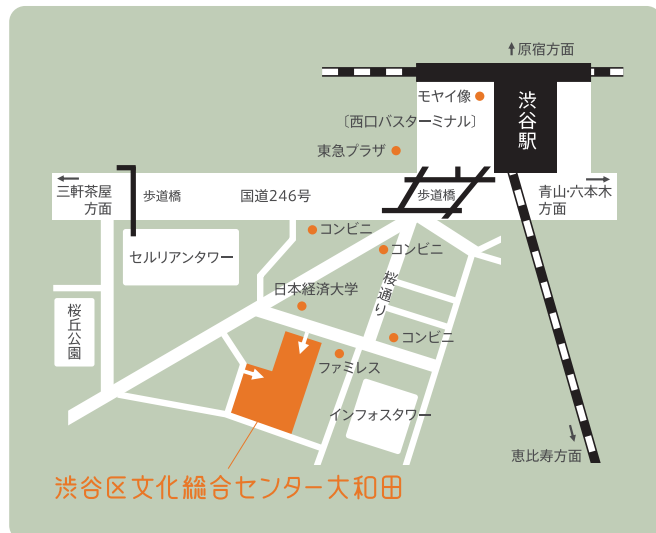 原宿方面
モヤイ像
渋谷駅
〔西口バスターミナル〕
東急プラザ
三軒茶屋
方面
歩道橋
国道246号
歩道橋
青山・六本木
方面
コンビニ
コンビニ
セルリアンタワー
桜通り
日本経済大学
桜丘公園
コンビニ
ファミレス
インフォスタワー
恵比寿方面
渋谷区文化総合センター大和田